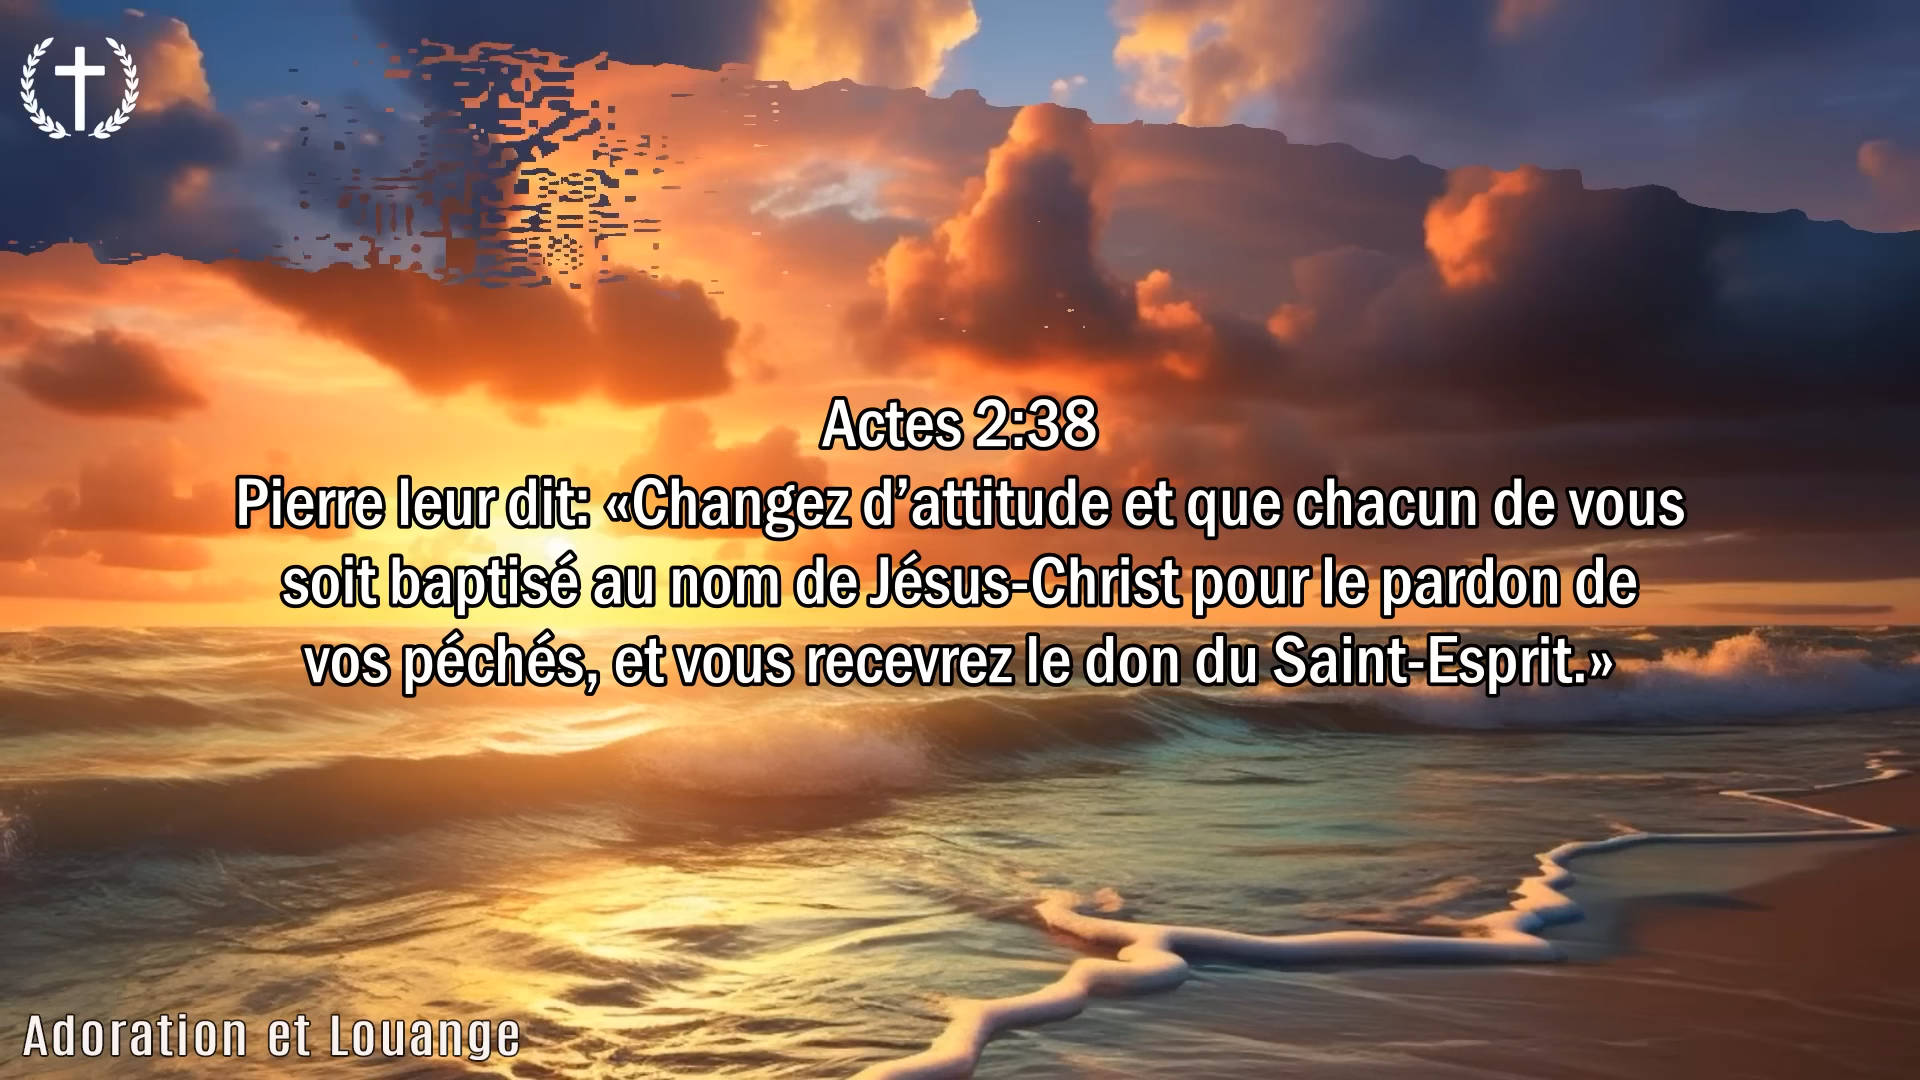 Actes 2:38
Pierre leur dit: «Changez d’attitude et que chacun de vous
soit baptisé au nom de Jésus-Christ pour le pardon de
vos péchés, et vous recevrez le don du Saint-Esprit.»
Adoration et Louange